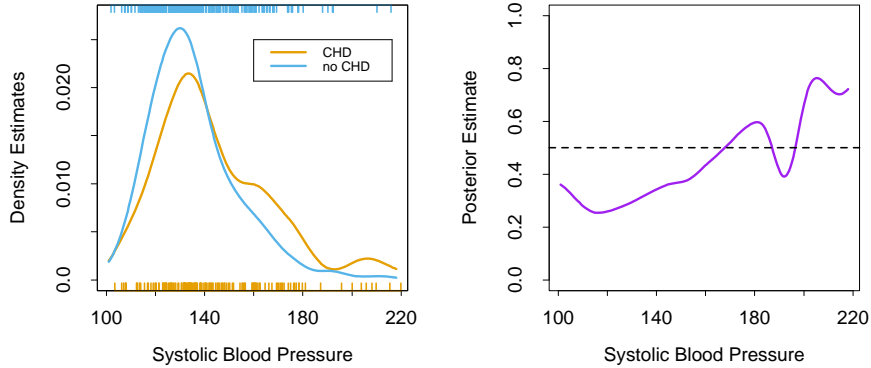 CHD
no CHD
Density Estimates
0.0
0.010
0.020
100
140
180
220
Systolic Blood Pressure
Posterior Estimate
0.0
0.2
0.4
0.6
0.8
1.0
100
140
180
220
Systolic Blood Pressure